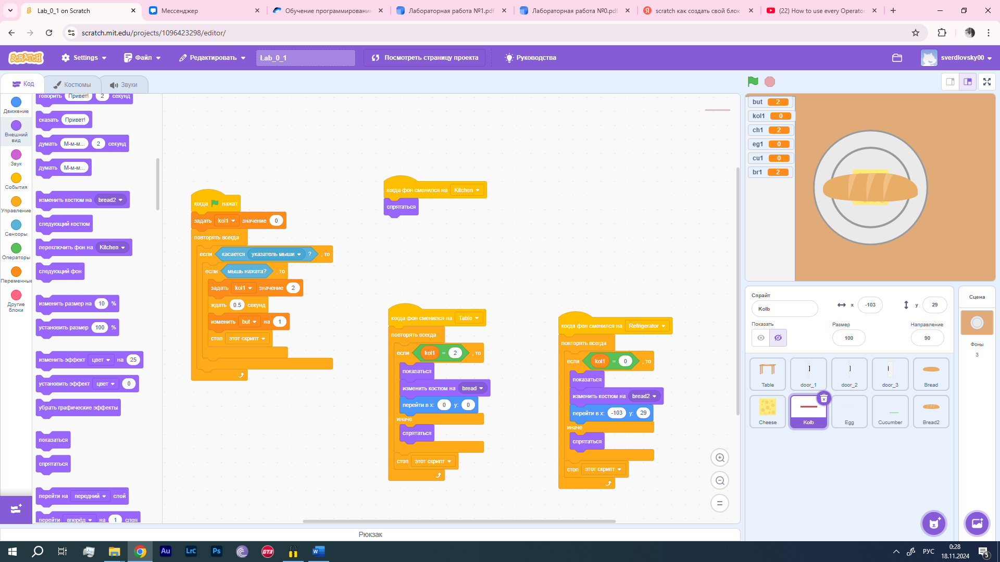 Lab_0_1 on Scratch
Мессенджер
Обучение программировани
Лабораторная работа №1.pdf
Лабораторная работа №0.pdf
scratch как создать свой блок
(22) How to use every Operator
scratch.mit.edu/projects/1096423298/editor/
SCRATCH
Settings
Файл
Редактировать
Lab_0_1
Посмотреть страницу проекта
Руководства
sverdlovsky00
Код
Костюмы
Звуки
Движение
Внешний вид
Звук
События
Управление
Сенсоры
Операторы
Переменные
Другие блоки
говорить Привет! 2 секунд
сказать Привет!
думать М-м-м... 2 секунд
думать М-м-м...
изменить костюм на bread2
следующий костюм
переключить фон на Kitchen
следующий фон
изменить размер на 10 %
установить размер 100 %
изменить эффект цвет на 25
установить эффект цвет 0
убрать графические эффекты
показаться
спрятаться
перейти на передний слой
перейти вперёд на 1 слоя
когда нажат
задать kol1 значение 0
повторять всегда
если касается указатель мыши ? , то
если мышь нажата? , то
задать kol1 значение 2
ждать 0.5 секунд
изменить but на 1
стоп этот скрипт
когда фон сменился на Kitchen
спрятаться
когда фон сменился на Table
повторять всегда
если kol1 = 2 , то
показаться
изменить костюм на bread
перейти в x: 0 y: 0
иначе
спрятаться
стоп этот скрипт
когда фон сменился на Refrigerator
повторять всегда
если kol1 = 0 , то
показаться
изменить костюм на bread2
перейти в x: -103 y: 29
иначе
спрятаться
стоп этот скрипт
but 2
kol1 0
ch1 2
eg1 0
cu1 0
br1 2
Спрайт
Kolb
x -103
y 29
Показать
Размер
100
Направление
90
Table
door_1
door_2
door_3
Bread
Cheese
Kolb
Egg
Cucumber
Bread2
Сцена
Фоны
3
Рюкзак
Au
LrC
Ps
GT3
W
РУС
0:28
18.11.2024
5